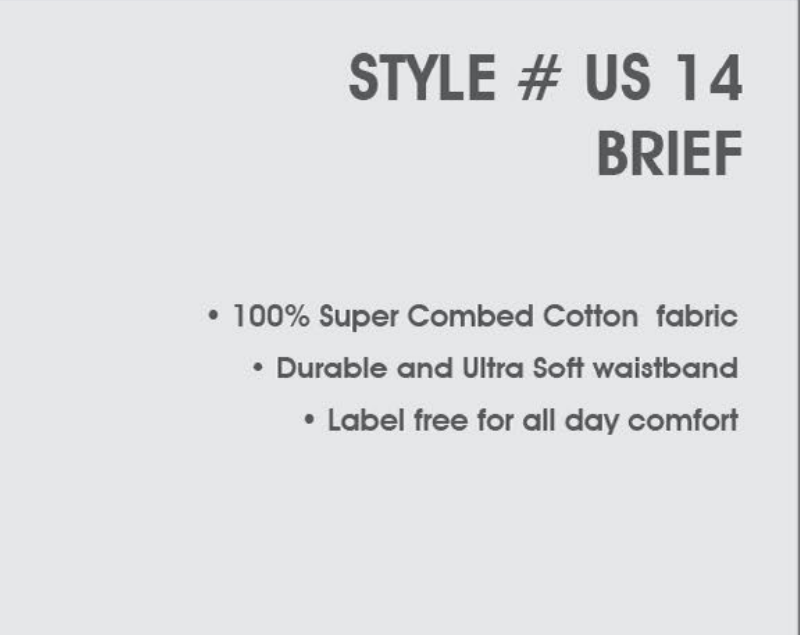 STYLE # US 14
BRIEF
• 100% Super Combed Cotton fabric
• Durable and Ultra Soft waistband
• Label free for all day comfort